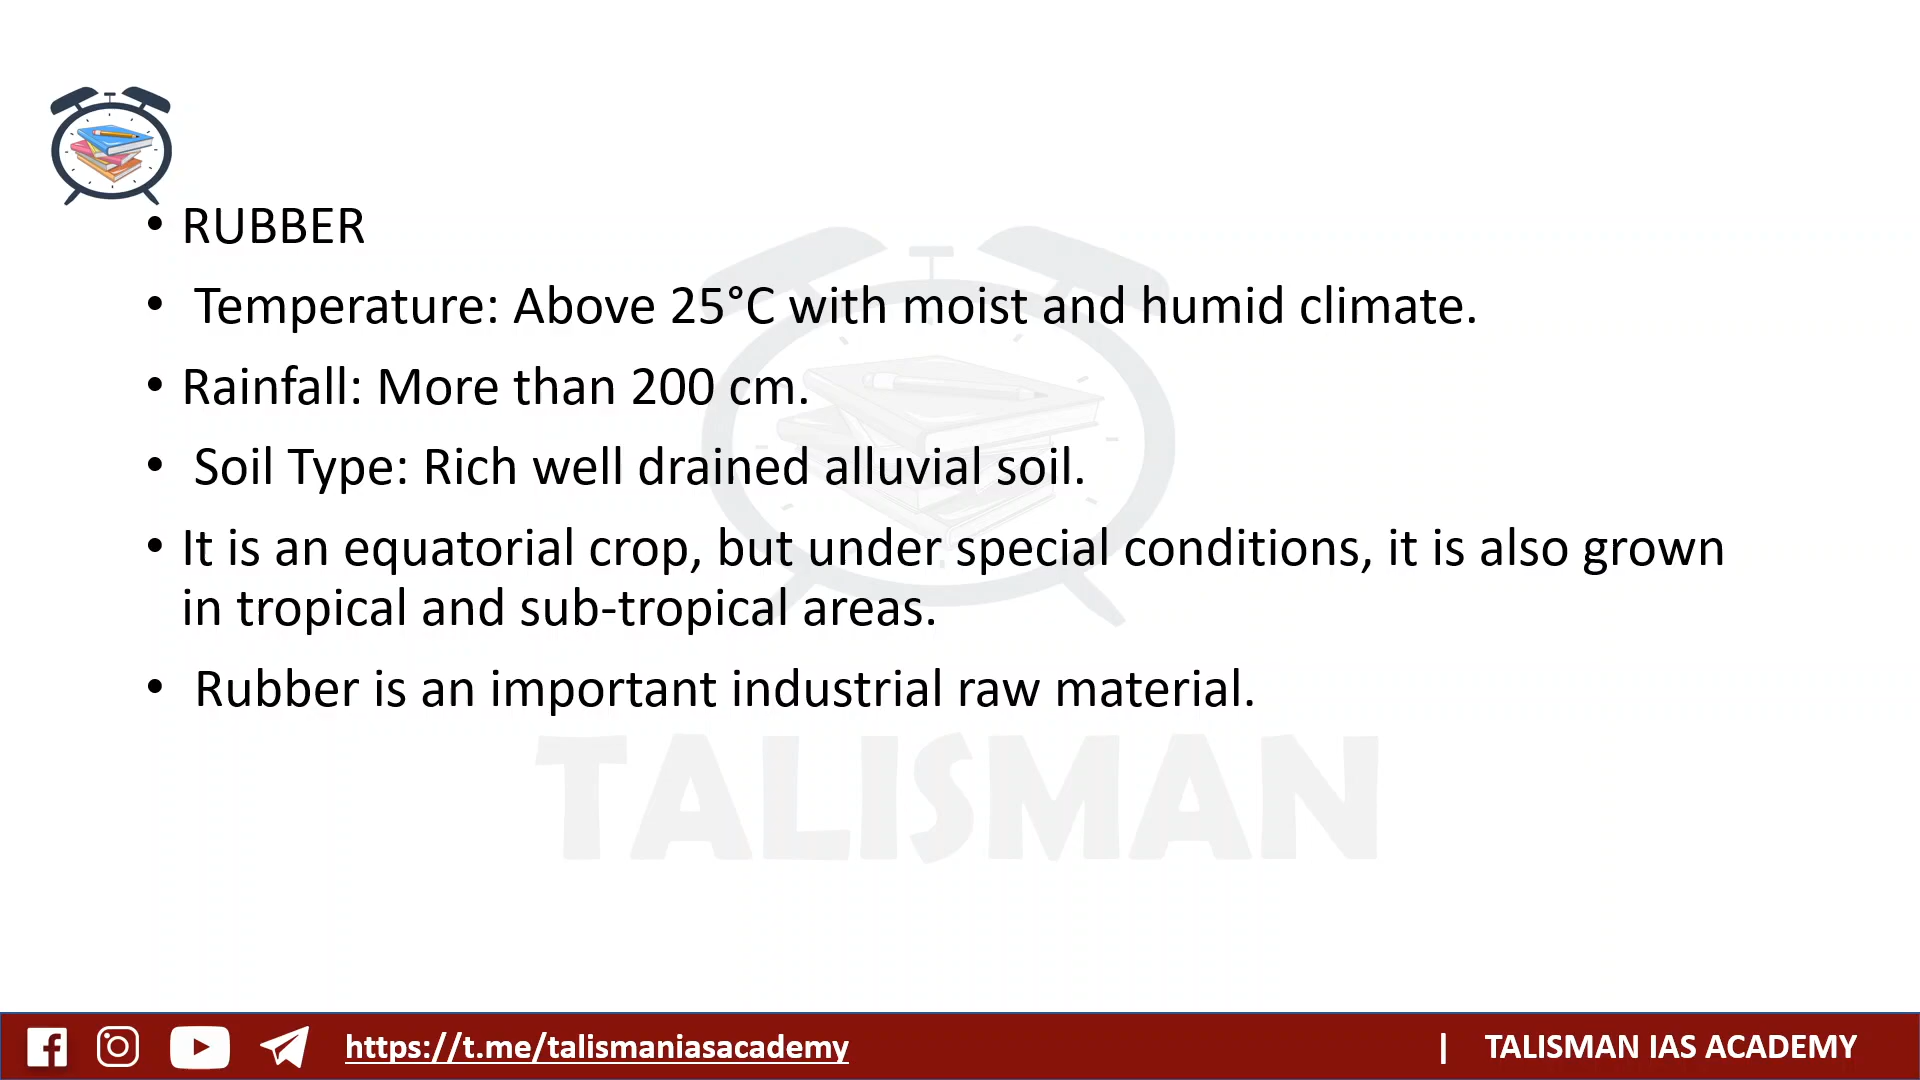 • RUBBER
• Temperature: Above 25°C with moist and humid climate.
• Rainfall: More than 200 cm.
• Soil Type: Rich well drained alluvial soil.
• It is an equatorial crop, but under special conditions, it is also grown
in tropical and sub-tropical areas.
• Rubber is an important industrial raw material.
TALISMAN
https://t.me/talismaniasacademy
| TALISMAN IAS ACADEMY